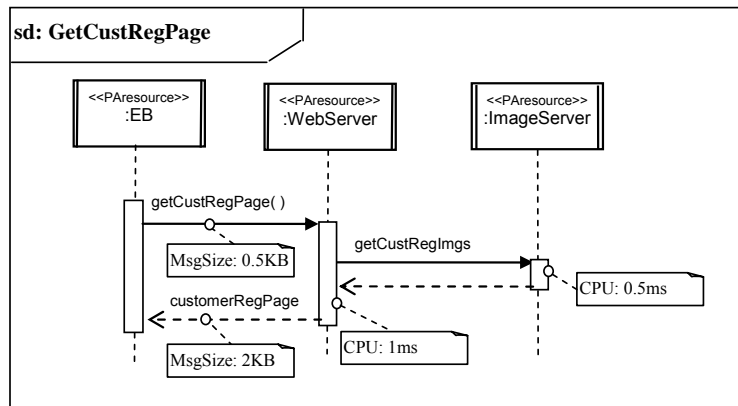 sd: GetCustRegPage
<<PAresource>>
:EB
<<PAresource>>
:WebServer
<<PAresource>>
:ImageServer
getCustRegPage( )
MsgSize: 0.5KB
getCustRegImgs
CPU: 0.5ms
customerRegPage
MsgSize: 2KB
CPU: 1ms